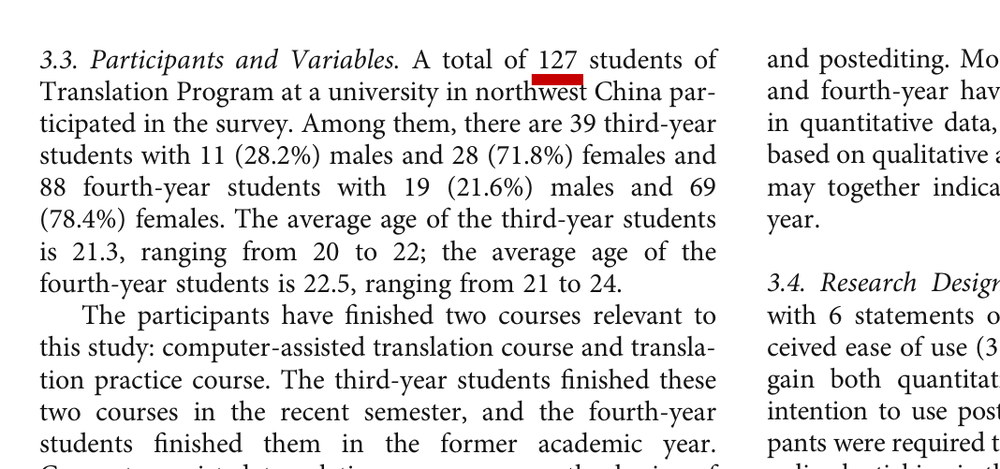 3.3. Participants and Variables. A total of 127 students of
Translation Program at a university in northwest China par-
ticipated in the survey. Among them, there are 39 third-year
students with 11 (28.2%) males and 28 (71.8%) females and
88 fourth-year students with 19 (21.6%) males and 69
(78.4%) females. The average age of the third-year students
is 21.3, ranging from 20 to 22; the average age of the
fourth-year students is 22.5, ranging from 21 to 24.
The participants have finished two courses relevant to
this study: computer-assisted translation course and transla-
tion practice course. The third-year students finished these
two courses in the recent semester, and the fourth-year
students finished them in the former academic year.
and postediting. Mo
and fourth-year hav
in quantitative data,
based on qualitative a
may together indica
year.
3.4. Research Design
with 6 statements o
ceived ease of use (3
gain both quantitati
intention to use post
pants were required t